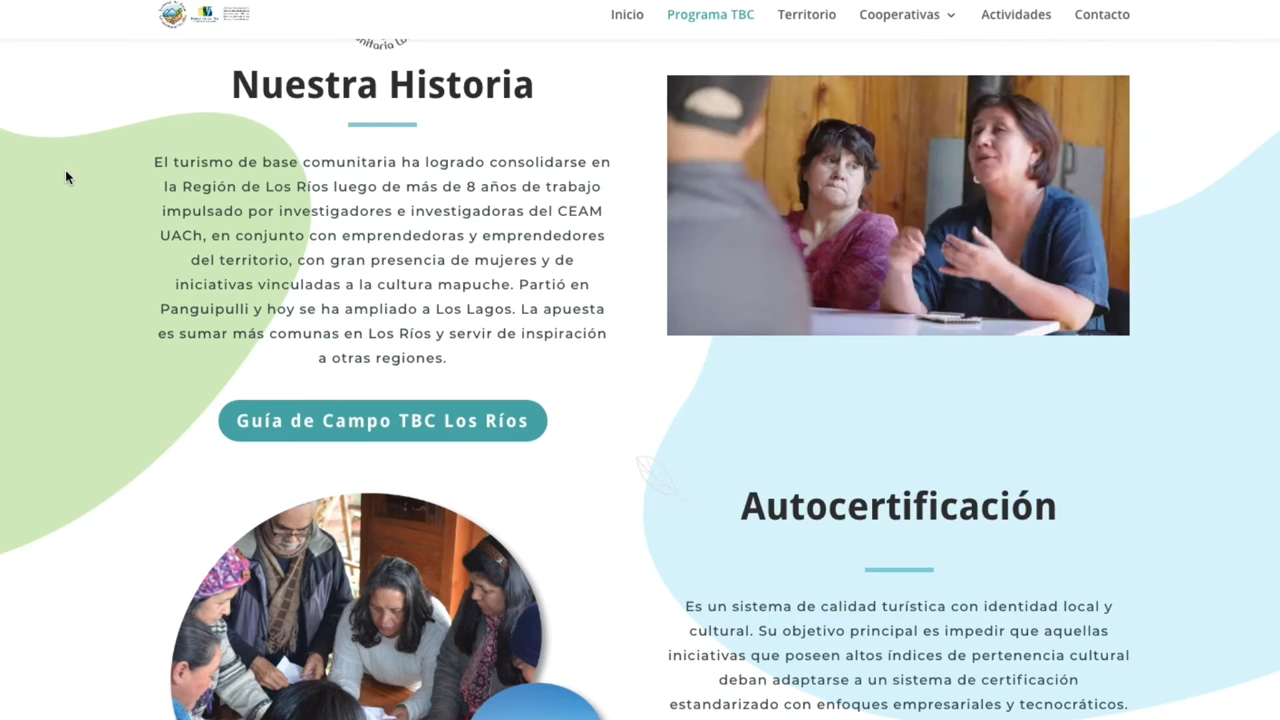 Inicio
Programa TBC
Territorio
Cooperativas
Actividades
Contacto
Nuestra Historia
El turismo de base comunitaria ha logrado consolidarse en
la Región de Los Ríos luego de más de 8 años de trabajo
impulsado por investigadores e investigadoras del CEAM
UACh, en conjunto con emprendedoras y emprendedores
del territorio, con gran presencia de mujeres y de
iniciativas vinculadas a la cultura mapuche. Partió en
Panguipulli y hoy se ha ampliado a Los Lagos. La apuesta
es sumar más comunas en Los Ríos y servir de inspiración
a otras regiones.
Guía de Campo TBC Los Ríos
Autocertificación
Es un sistema de calidad turística con identidad local y
cultural. Su objetivo principal es impedir que aquellas
iniciativas que poseen altos índices de pertenencia cultural
deban adaptarse a un sistema de certificación
estandarizado con enfoques empresariales y tecnocráticos.